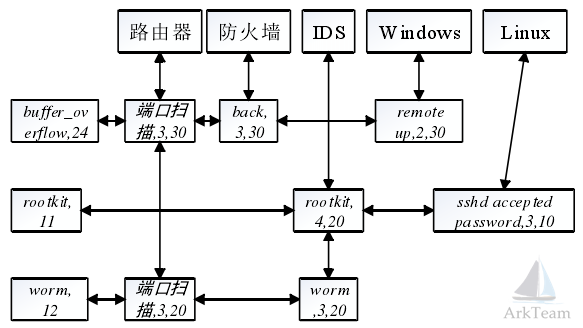 路由器
防火墙
IDS
Windows
Linux
buffer_ov
erflow,24
端口扫
描,3,30
back,
3,30
remote
up,2,30
rootkit,
11
rootkit,
4,20
sshd accepted
password,3,10
worm,
12
端口扫
描,3,20
worm
,3,20
ArkTeam